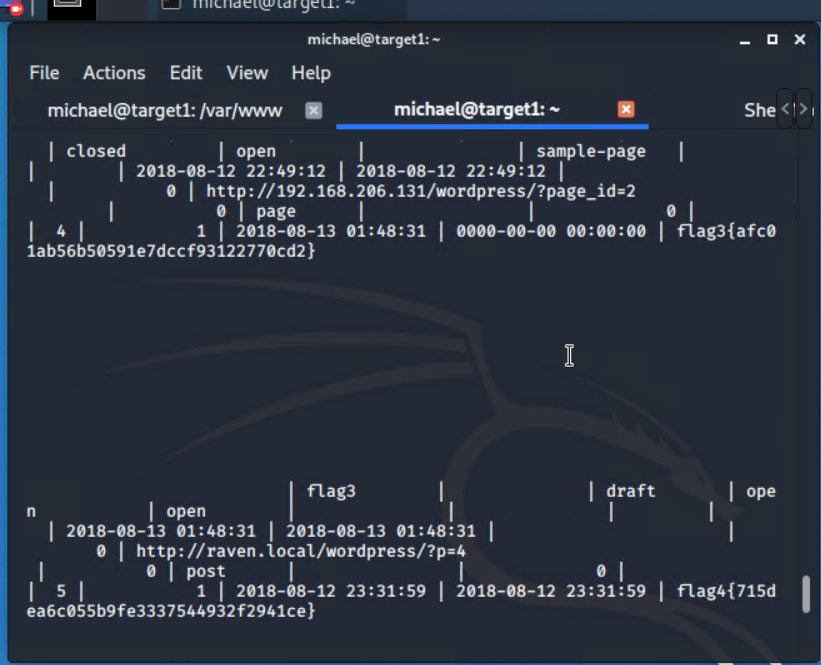 michael@target1: ~
michael@target1:~
File Actions Edit View Help
michael@target1: /var/www michael@target1: ~ She
| closed | open | | sample-page |
| | 2018-08-12 22:49:12 | 2018-08-12 22:49:12 |
| 0 | http://192.168.206.131/wordpress/?page_id=2
| 0 | page | | 0 |
| 4 | 1 | 2018-08-13 01:48:31 | 0000-00-00 00:00:00 | flag3{afc0
1ab56b50591e7dccf93122770cd2}
| flag3 | | draft | ope
n | open | | | |
| 2018-08-13 01:48:31 | 2018-08-13 01:48:31 | |
0 | http://raven.local/wordpress/?p=4
| 0 | post | | 0 |
| 5 | 1 | 2018-08-12 23:31:59 | 2018-08-12 23:31:59 | flag4{715d
ea6c055b9fe3337544932f2941ce}